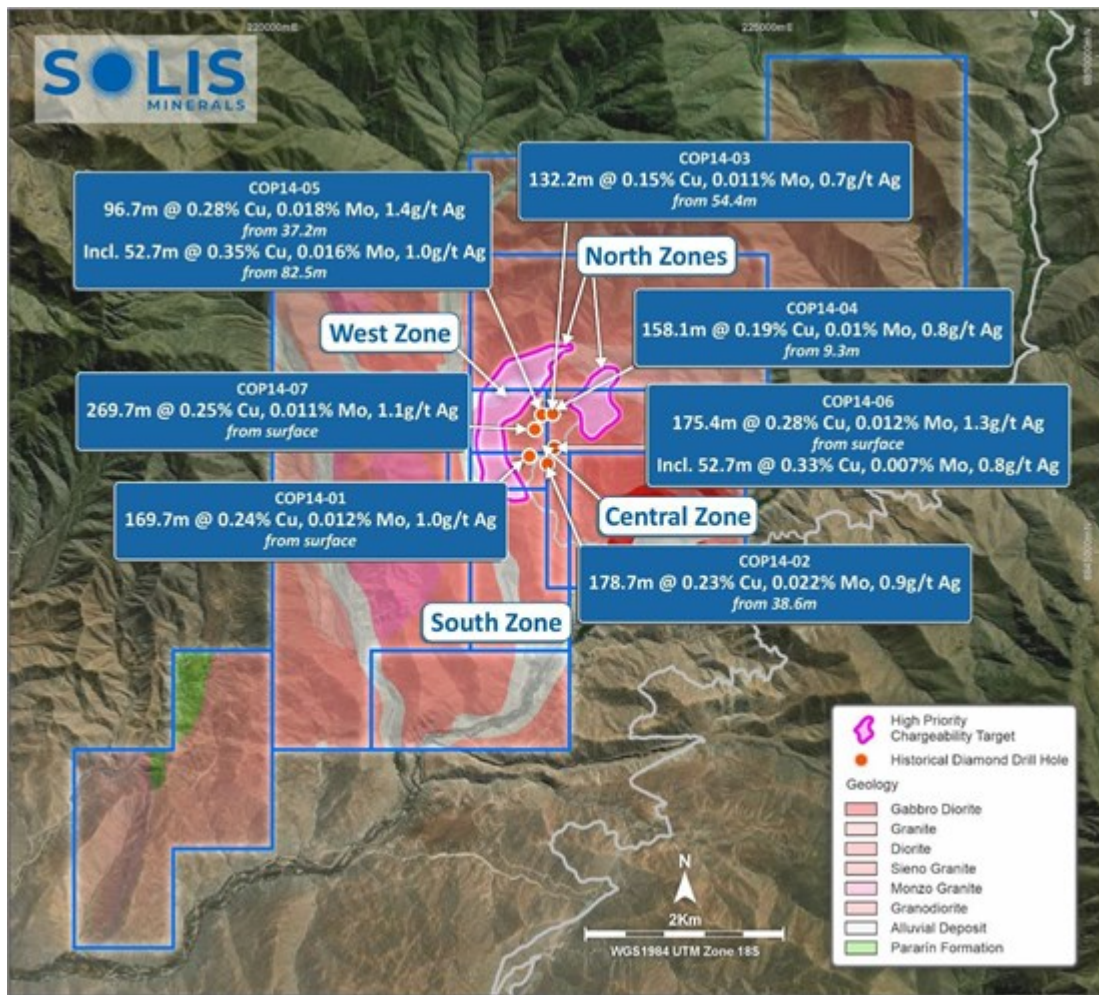 220000mE
225000mE
SOLIS
MINERALS
COP14-03
132.2m @ 0.15% Cu, 0.011% Mo, 0.7g/t Ag
from 54.4m
COP14-05
96.7m @ 0.28% Cu, 0.018% Mo, 1.4g/t Ag
from 37.2m
Incl. 52.7m @ 0.35% Cu, 0.016% Mo, 1.0g/t Ag
from 82.5m
North Zones
COP14-04
158.1m @ 0.19% Cu, 0.01% Mo, 0.8g/t Ag
from 9.3m
West Zone
COP14-07
269.7m @ 0.25% Cu, 0.011% Mo, 1.1g/t Ag
from surface
COP14-06
175.4m @ 0.28% Cu, 0.012% Mo, 1.3g/t Ag
from surface
Incl. 52.7m @ 0.33% Cu, 0.007% Mo, 0.8g/t Ag
COP14-01
169.7m @ 0.24% Cu, 0.012% Mo, 1.0g/t Ag
from surface
Central Zone
COP14-02
178.7m @ 0.23% Cu, 0.022% Mo, 0.9g/t Ag
from 38.6m
South Zone
High Priority
Chargeability Target
Historical Diamond Drill Hole
Geology
Gabbro Diorite
Granite
Diorite
Sieno Granite
Monzo Granite
Granodiorite
Alluvial Deposit
Pararín Formation
N
2Km
WGS1984 UTM Zone 18S